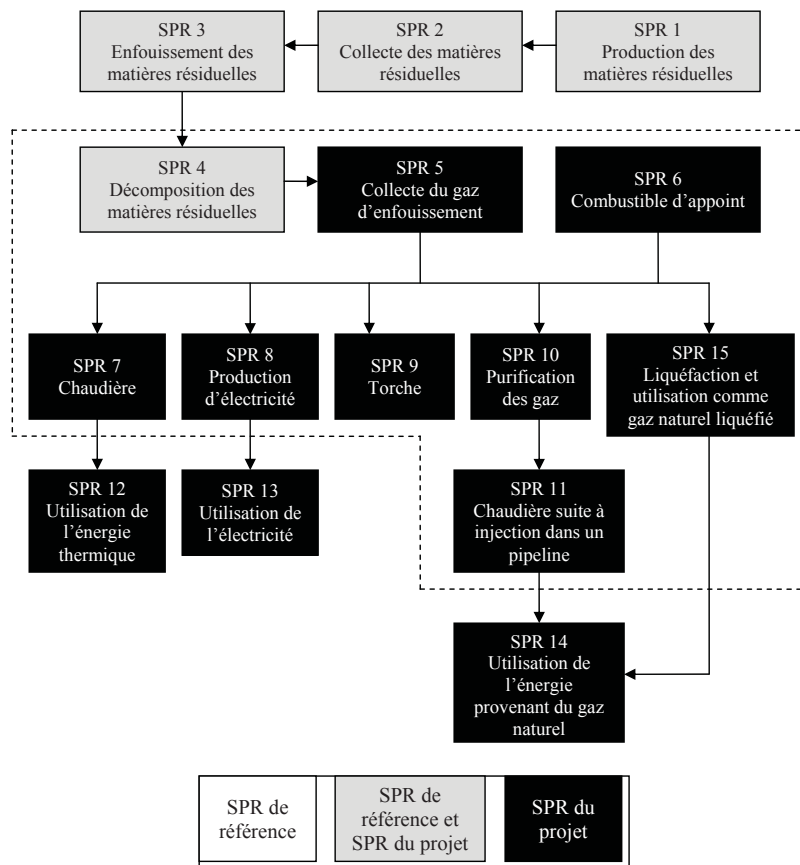 SPR 3
Enfouissement des
matières résiduelles
SPR 2
Collecte des matières
résiduelles
SPR 1
Production des
matières résiduelles
SPR 4
Décomposition des
matières résiduelles
SPR 5
Collecte du gaz
d’enfouissement
SPR 6
Combustible d’appoint
SPR 7
Chaudière
SPR 8
Production
d’électricité
SPR 9
Torche
SPR 10
Purification
des gaz
SPR 15
Liquéfaction et
utilisation comme
gaz naturel liquéfié
SPR 12
Utilisation de
l’énergie
thermique
SPR 13
Utilisation de
l’électricité
SPR 11
Chaudière suite à
injection dans un
pipeline
SPR 14
Utilisation de
l’énergie
provenant du gaz
naturel
SPR de
référence
SPR de
référence et
SPR du projet
SPR du
projet